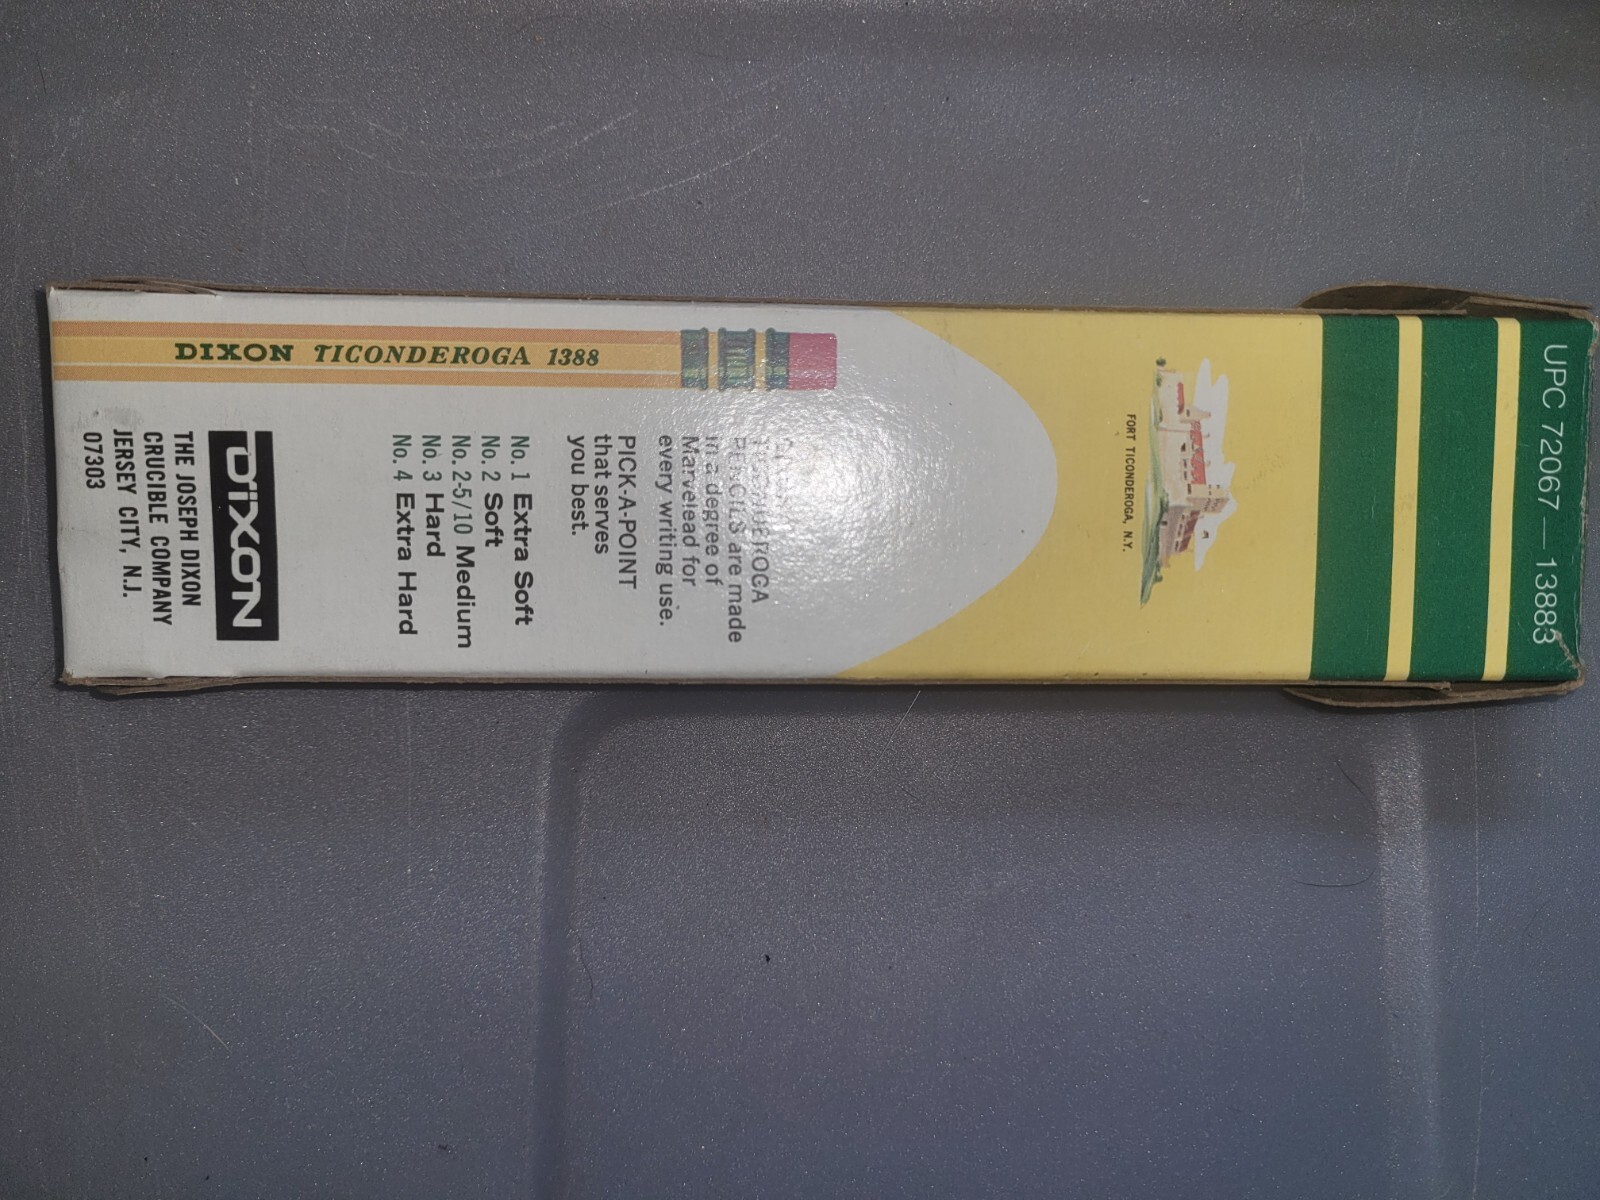 UPC 72067 — 13883
FORT TICONDEROGA, N.Y.
TICONDEROGA
PENCILS are made
in a degree of
Marvelead for
every writing use.
PICK-A-POINT
that serves
you best.
No. 1 Extra Soft
No. 2 Soft
No. 2-5/10 Medium
No. 3 Hard
No. 4 Extra Hard
DIXON TICONDEROGA 1388
DIXON
THE JOSEPH DIXON
CRUCIBLE COMPANY
JERSEY CITY, N.J.
07303